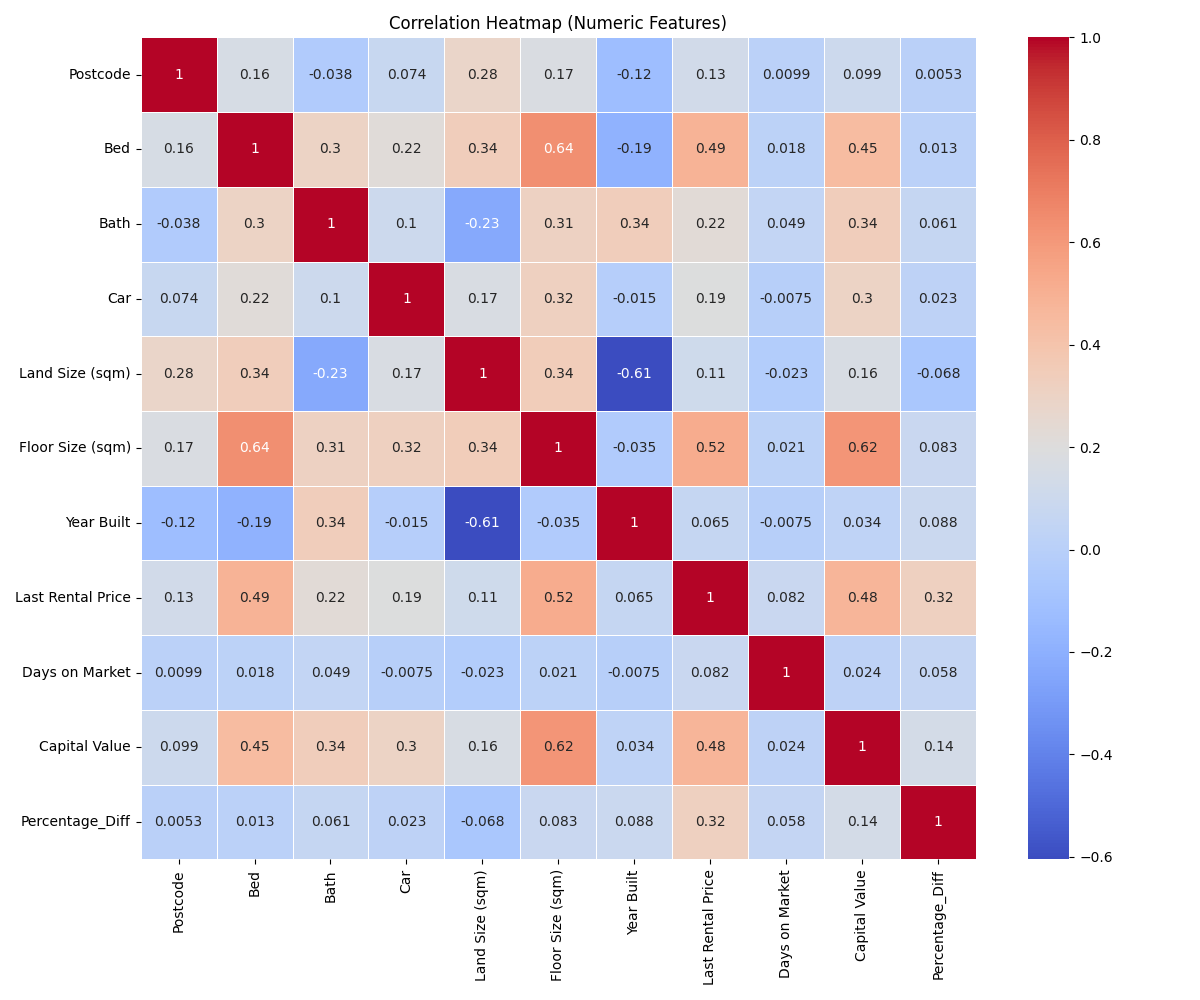 Correlation Heatmap (Numeric Features)
Postcode 1 0.16 -0.038 0.074 0.28 0.17 -0.12 0.13 0.0099 0.099 0.0053
Bed 0.16 1 0.3 0.22 0.34 0.64 -0.19 0.49 0.018 0.45 0.013
Bath -0.038 0.3 1 0.1 -0.23 0.31 0.34 0.22 0.049 0.34 0.061
Car 0.074 0.22 0.1 1 0.17 0.32 -0.015 0.19 -0.0075 0.3 0.023
Land Size (sqm) 0.28 0.34 -0.23 0.17 1 0.34 -0.61 0.11 -0.023 0.16 -0.068
Floor Size (sqm) 0.17 0.64 0.31 0.32 0.34 1 -0.035 0.52 0.021 0.62 0.083
Year Built -0.12 -0.19 0.34 -0.015 -0.61 -0.035 1 0.065 -0.0075 0.034 0.088
Last Rental Price 0.13 0.49 0.22 0.19 0.11 0.52 0.065 1 0.082 0.48 0.32
Days on Market 0.0099 0.018 0.049 -0.0075 -0.023 0.021 -0.0075 0.082 1 0.024 0.058
Capital Value 0.099 0.45 0.34 0.3 0.16 0.62 0.034 0.48 0.024 1 0.14
Percentage_Diff 0.0053 0.013 0.061 0.023 -0.068 0.083 0.088 0.32 0.058 0.14 1
Postcode
Bed
Bath
Car
Land Size (sqm)
Floor Size (sqm)
Year Built
Last Rental Price
Days on Market
Capital Value
Percentage_Diff
1.0
0.8
0.6
0.4
0.2
0.0
−0.2
−0.4
−0.6